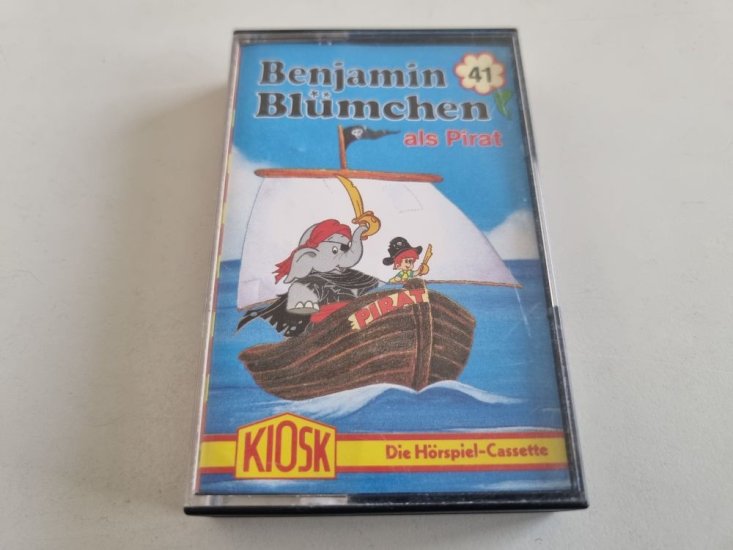 Benjamin
Blümchen
41
als Pirat
PIRAT
KIOSK
Die Hörspiel-Cassette